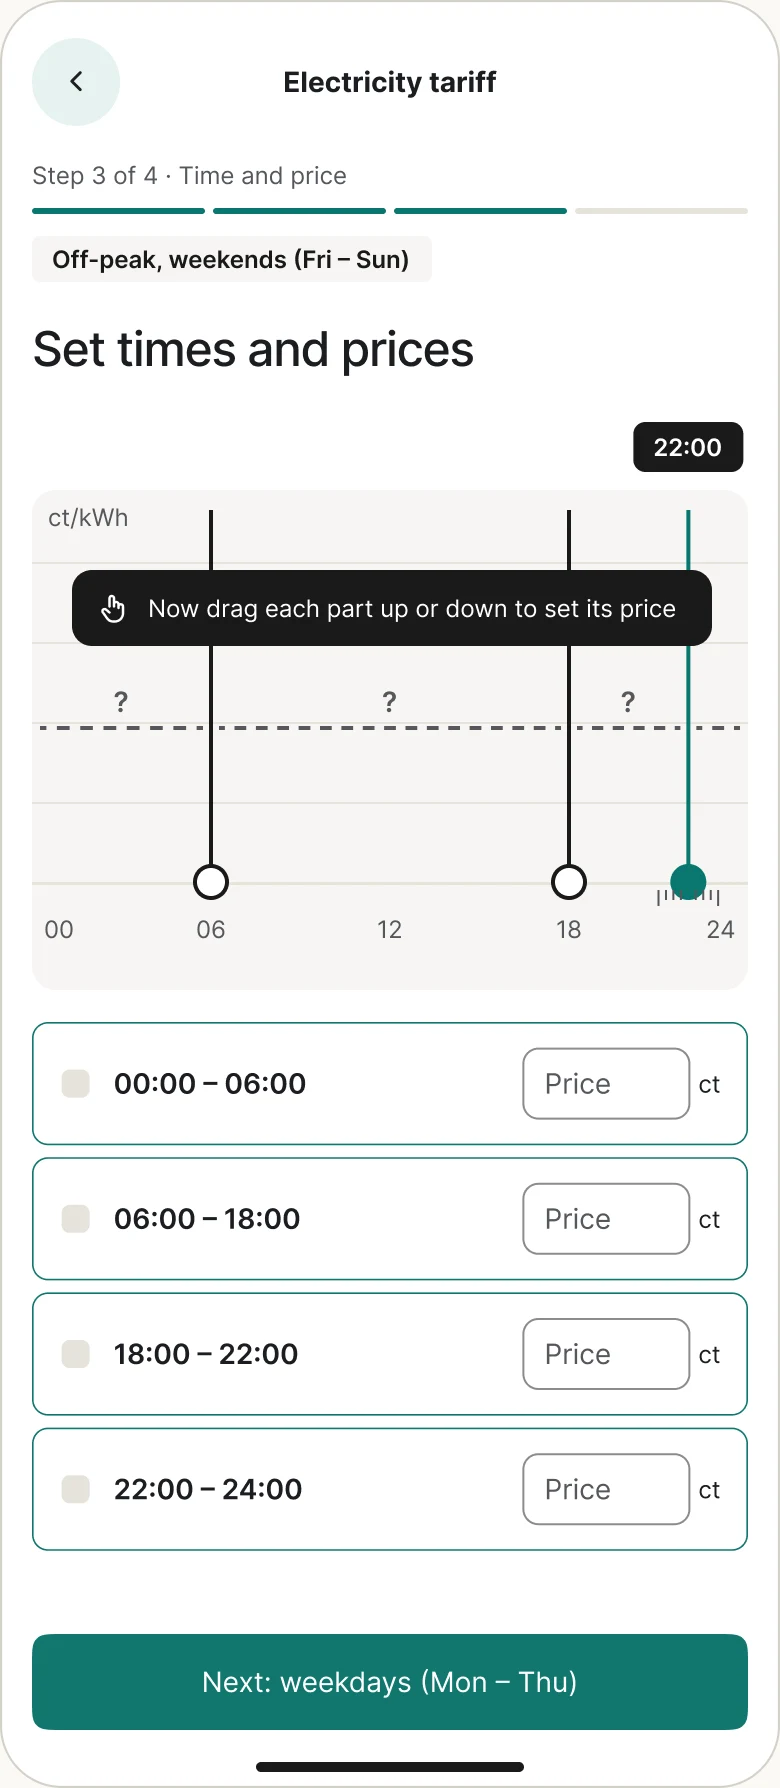 Electricity tariff
Step 3 of 4 · Time and price
Off-peak, weekends (Fri – Sun)
Set times and prices
22:00
ct/kWh
Now drag each part up or down to set its price
? ? ?
00 06 12 18 24
00:00 – 06:00 Price ct
06:00 – 18:00 Price ct
18:00 – 22:00 Price ct
22:00 – 24:00 Price ct
Next: weekdays (Mon – Thu)